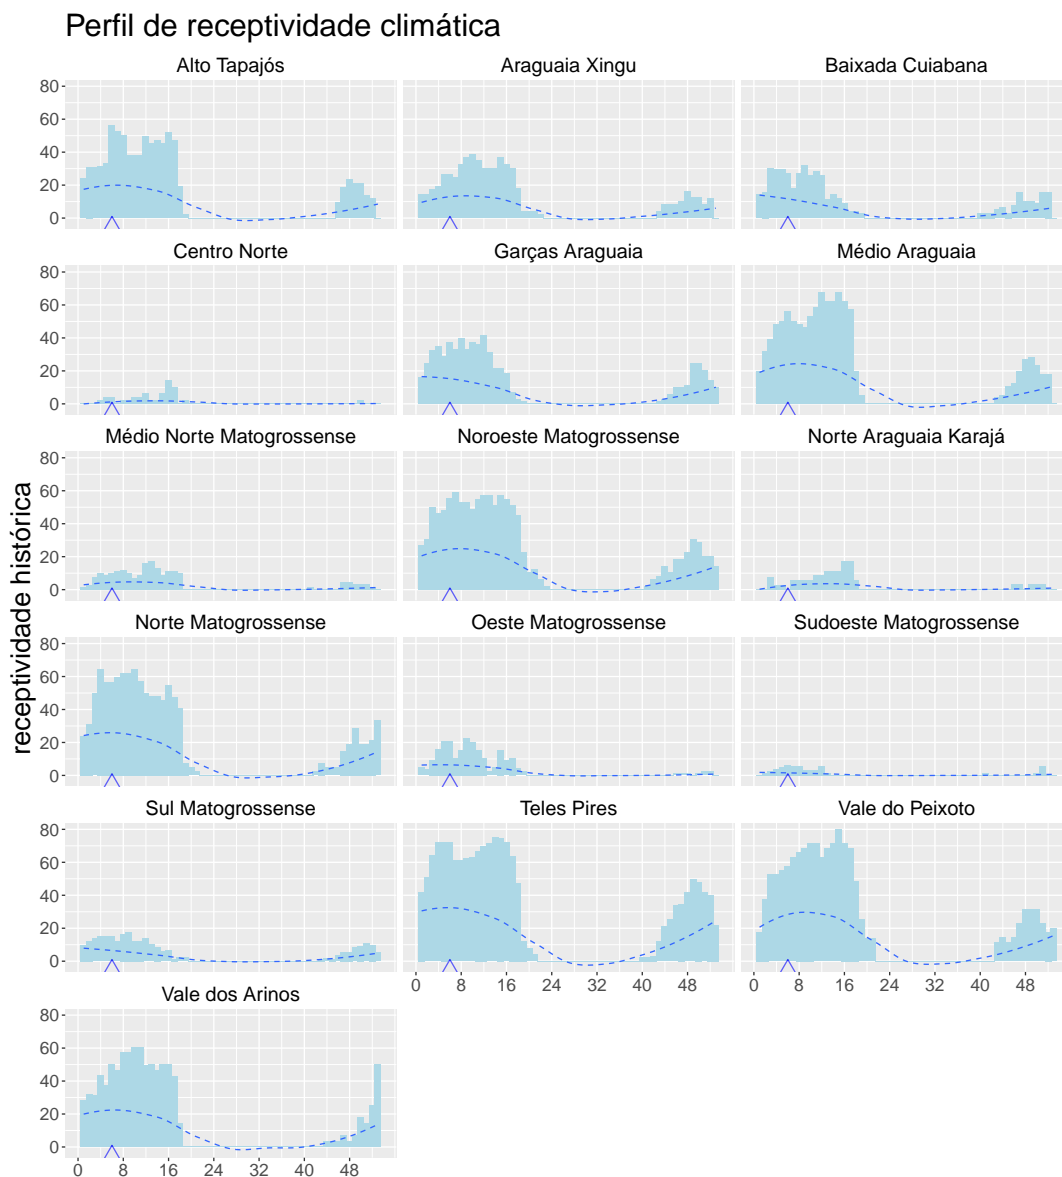 Perfil de receptividade climática
Alto Tapajós
Araguaia Xingu
Baixada Cuiabana
80
60
40
20
0
Centro Norte
Garças Araguaia
Médio Araguaia
80
60
40
20
0
Médio Norte Matogrossense
Noroeste Matogrossense
Norte Araguaia Karajá
80
60
40
20
0
receptividade histórica
Norte Matogrossense
Oeste Matogrossense
Sudoeste Matogrossense
80
60
40
20
0
Sul Matogrossense
Teles Pires
Vale do Peixoto
80
60
40
20
0
0 8 16 24 32 40 48
0 8 16 24 32 40 48
Vale dos Arinos
80
60
40
20
0
0 8 16 24 32 40 48